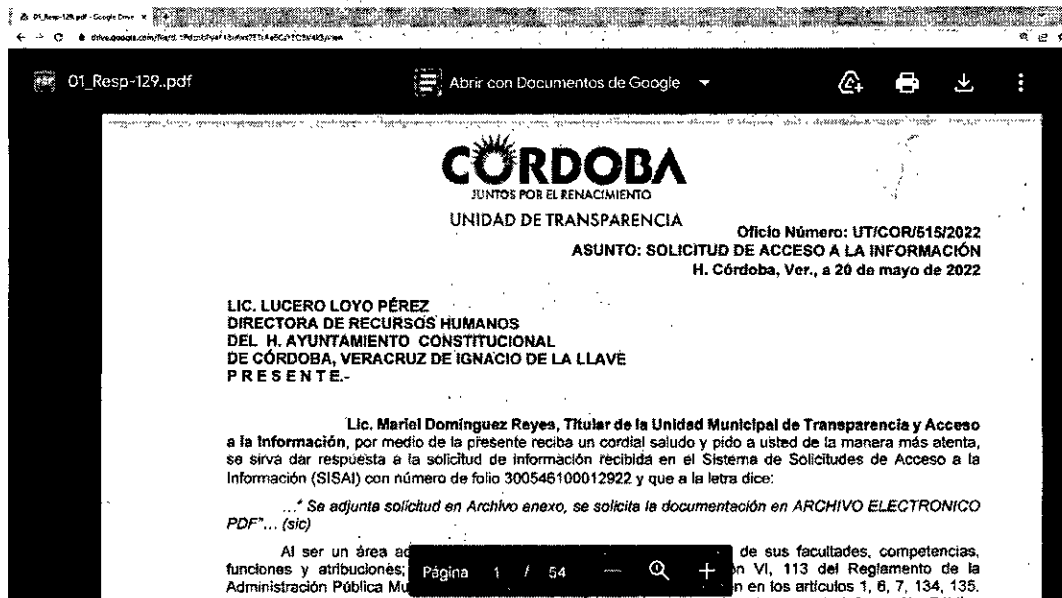 01_Resp-129.pdf - Google Drive
01_Resp-129..pdf
Abrir con Documentos de Google
CÓRDOBA
JUNTOS POR EL RENACIMIENTO
UNIDAD DE TRANSPARENCIA
Oficio Número: UT/COR/515/2022
ASUNTO: SOLICITUD DE ACCESO A LA INFORMACIÓN
H. Córdoba, Ver., a 20 de mayo de 2022
LIC. LUCERO LOYO PÉREZ
DIRECTORA DE RECURSOS HUMANOS
DEL H. AYUNTAMIENTO CONSTITUCIONAL
DE CÓRDOBA, VERACRUZ DE IGNACIO DE LA LLAVE
P R E S E N T E.-
Lic. Mariel Domínguez Reyes, Titular de la Unidad Municipal de Transparencia y Acceso
a la Información, por medio de la presente reciba un cordial saludo y pido a usted de la manera más atenta,
se sirva dar respuesta a la solicitud de información recibida en el Sistema de Solicitudes de Acceso a la
Información (SISAI) con número de folio 300546100012922 y que a la letra dice:
..." Se adjunta solicitud en Archivo anexo, se solicita la documentación en ARCHIVO ELECTRONICO
PDF"... (sic)
Al ser un área ad de sus facultades, competencias,
funciones y atribuciones; ón VI, 113 del Reglamento de la
Administración Pública Mu n en los artículos 1, 6, 7, 134, 135.
Página 1 / 54